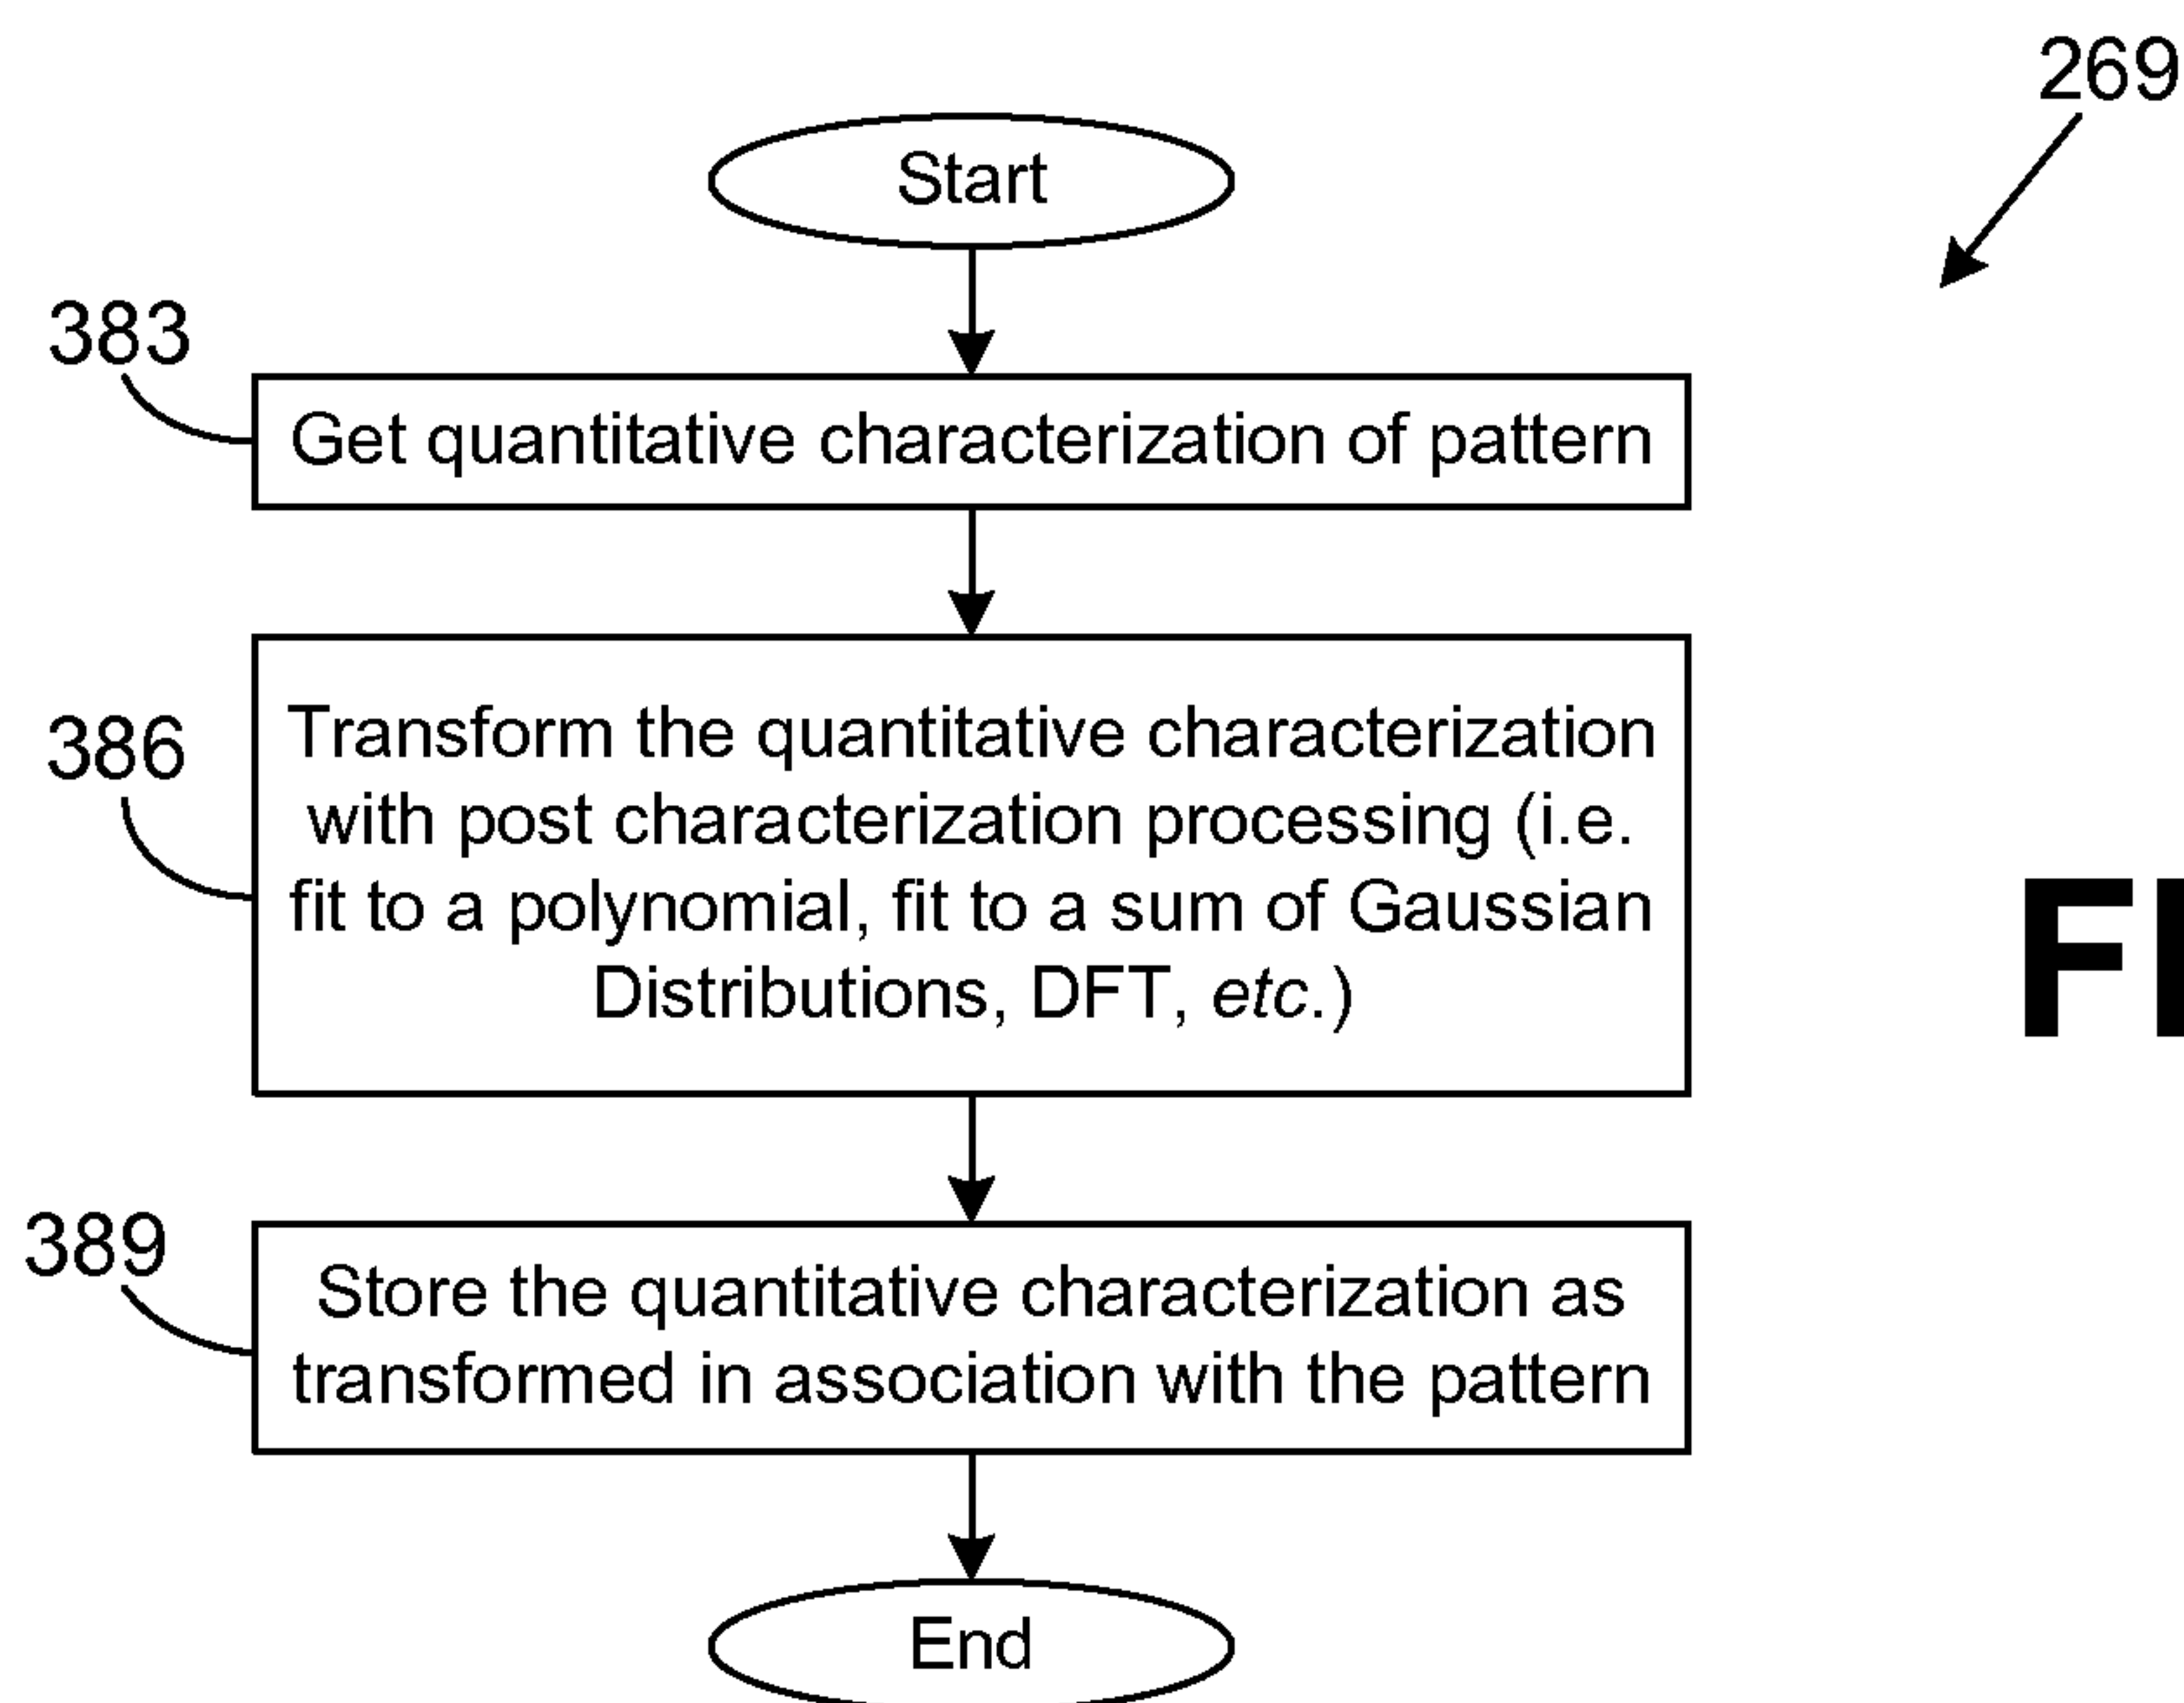 269
Start
383
Get quantitative characterization of pattern
386
Transform the quantitative characterization
with post characterization processing (i.e.
fit to a polynomial, fit to a sum of Gaussian
Distributions, DFT, etc.)
389
Store the quantitative characterization as
transformed in association with the pattern
End